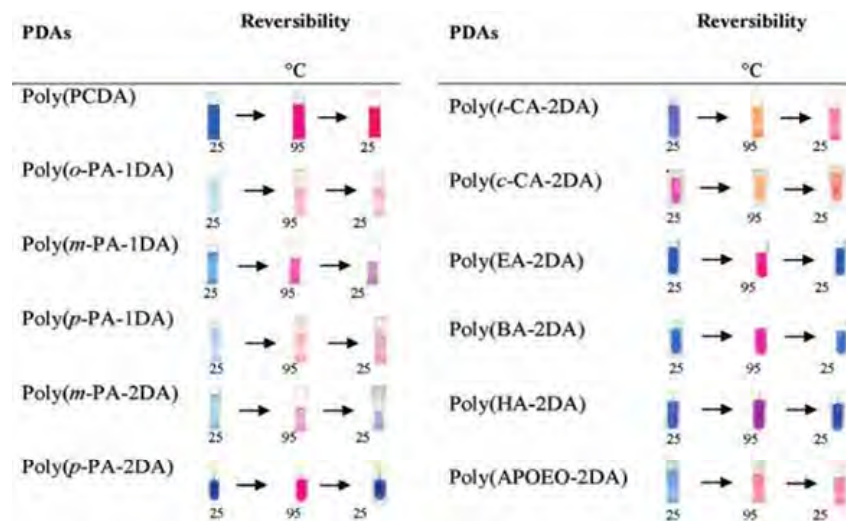 PDAs
Reversibility
°C
Poly(PCDA)
25 95 25
Poly(o-PA-1DA)
25 95 25
Poly(m-PA-1DA)
25 95 25
Poly(p-PA-1DA)
25 95 25
Poly(m-PA-2DA)
25 95 25
Poly(p-PA-2DA)
25 95 25
PDAs
Reversibility
°C
Poly(t-CA-2DA)
25 95 25
Poly(c-CA-2DA)
25 95 25
Poly(EA-2DA)
25 95 25
Poly(BA-2DA)
25 95 25
Poly(HA-2DA)
25 95 25
Poly(APOEO-2DA)
25 95 25